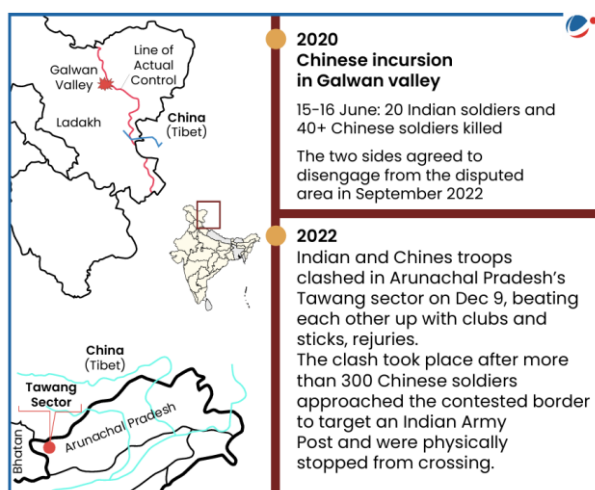 Galwan
Valley
Line of
Actual
Control
Ladakh
China
(Tibet)
China
(Tibet)
Tawang
Sector
Arunachal Pradesh
Bhatan
2020
Chinese incursion
in Galwan valley
15-16 June: 20 Indian soldiers and
40+ Chinese soldiers killed
The two sides agreed to
disengage from the disputed
area in September 2022
2022
Indian and Chines troops
clashed in Arunachal Pradesh's
Tawang sector on Dec 9, beating
each other up with clubs and
sticks, rejuries.
The clash took place after more
than 300 Chinese soldiers
approached the contested border
to target an Indian Army
Post and were physically
stopped from crossing.